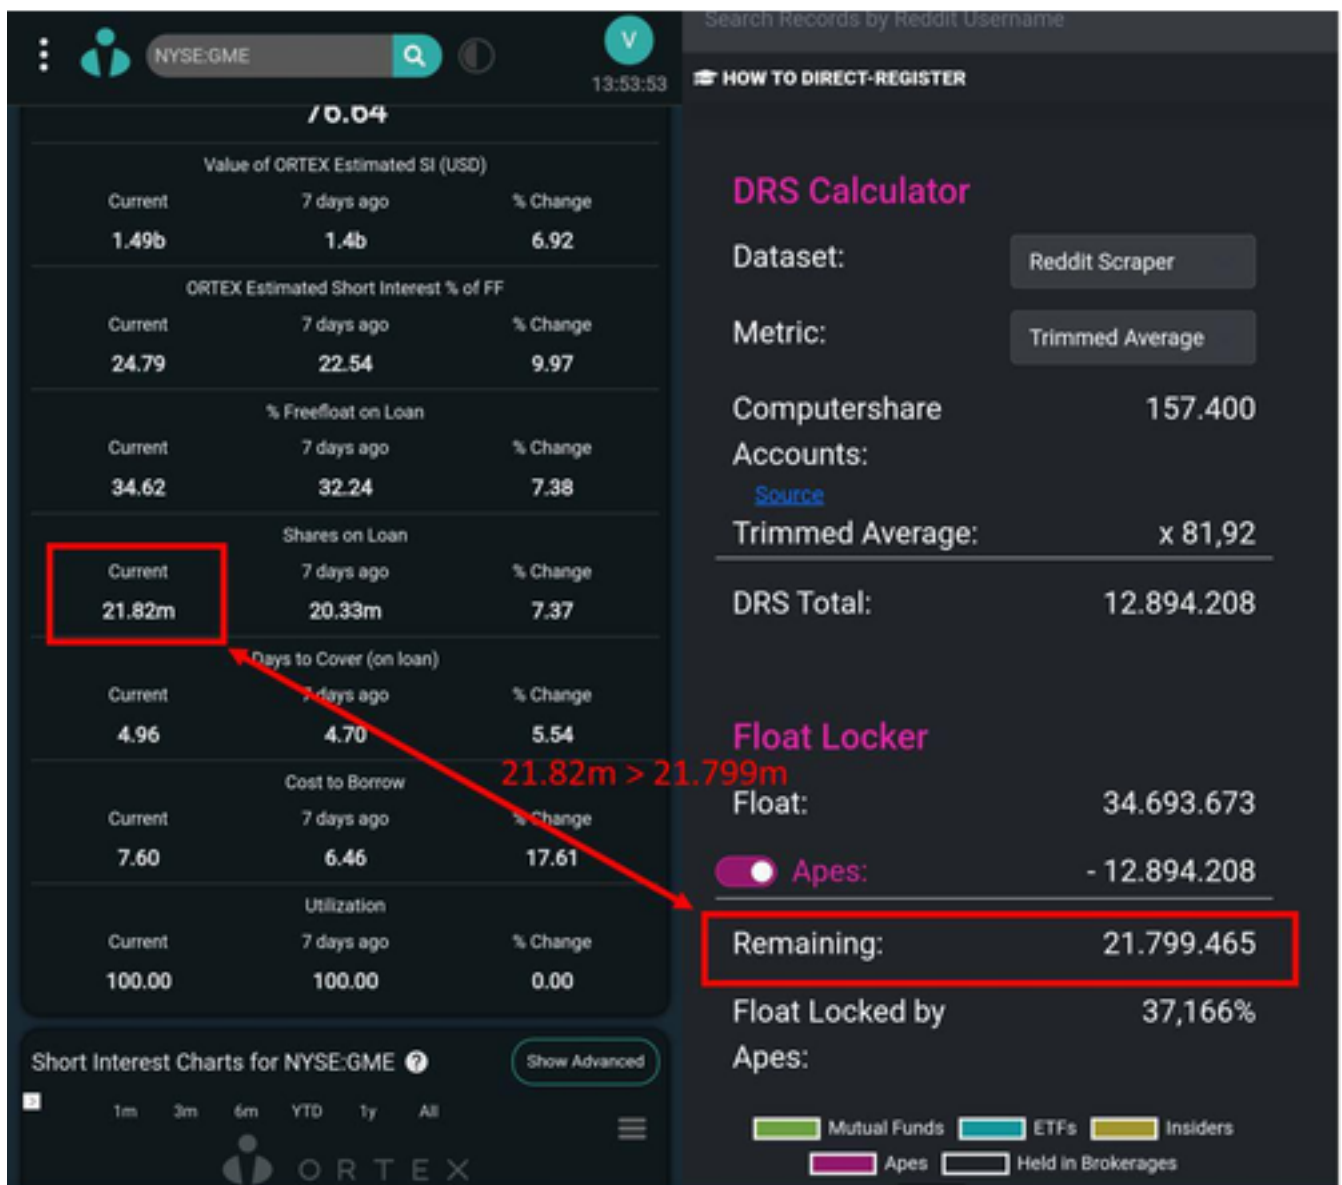 NYSE:GME
V
13:53:53
76.64
Value of ORTEX Estimated SI (USD)
Current 7 days ago % Change
1.49b 1.4b 6.92
ORTEX Estimated Short Interest % of FF
Current 7 days ago % Change
24.79 22.54 9.97
% Freefloat on Loan
Current 7 days ago % Change
34.62 32.24 7.38
Shares on Loan
Current 7 days ago % Change
21.82m 20.33m 7.37
Days to Cover (on loan)
Current 7 days ago % Change
4.96 4.70 5.54
Cost to Borrow
Current 7 days ago % Change
7.60 6.46 17.61
Utilization
Current 7 days ago % Change
100.00 100.00 0.00
Short Interest Charts for NYSE:GME ?
Show Advanced
1m 3m 6m YTD 1y All
ORTEX
21.82m > 21.799m
Search Records by Reddit Username
HOW TO DIRECT-REGISTER
DRS Calculator
Dataset: Reddit Scraper
Metric: Trimmed Average
Computershare 157.400
Accounts:
Source
Trimmed Average: x 81,92
DRS Total: 12.894.208
Float Locker
Float: 34.693.673
Apes: - 12.894.208
Remaining: 21.799.465
Float Locked by 37,166%
Apes:
Mutual Funds ETFs Insiders
Apes Held in Brokerages